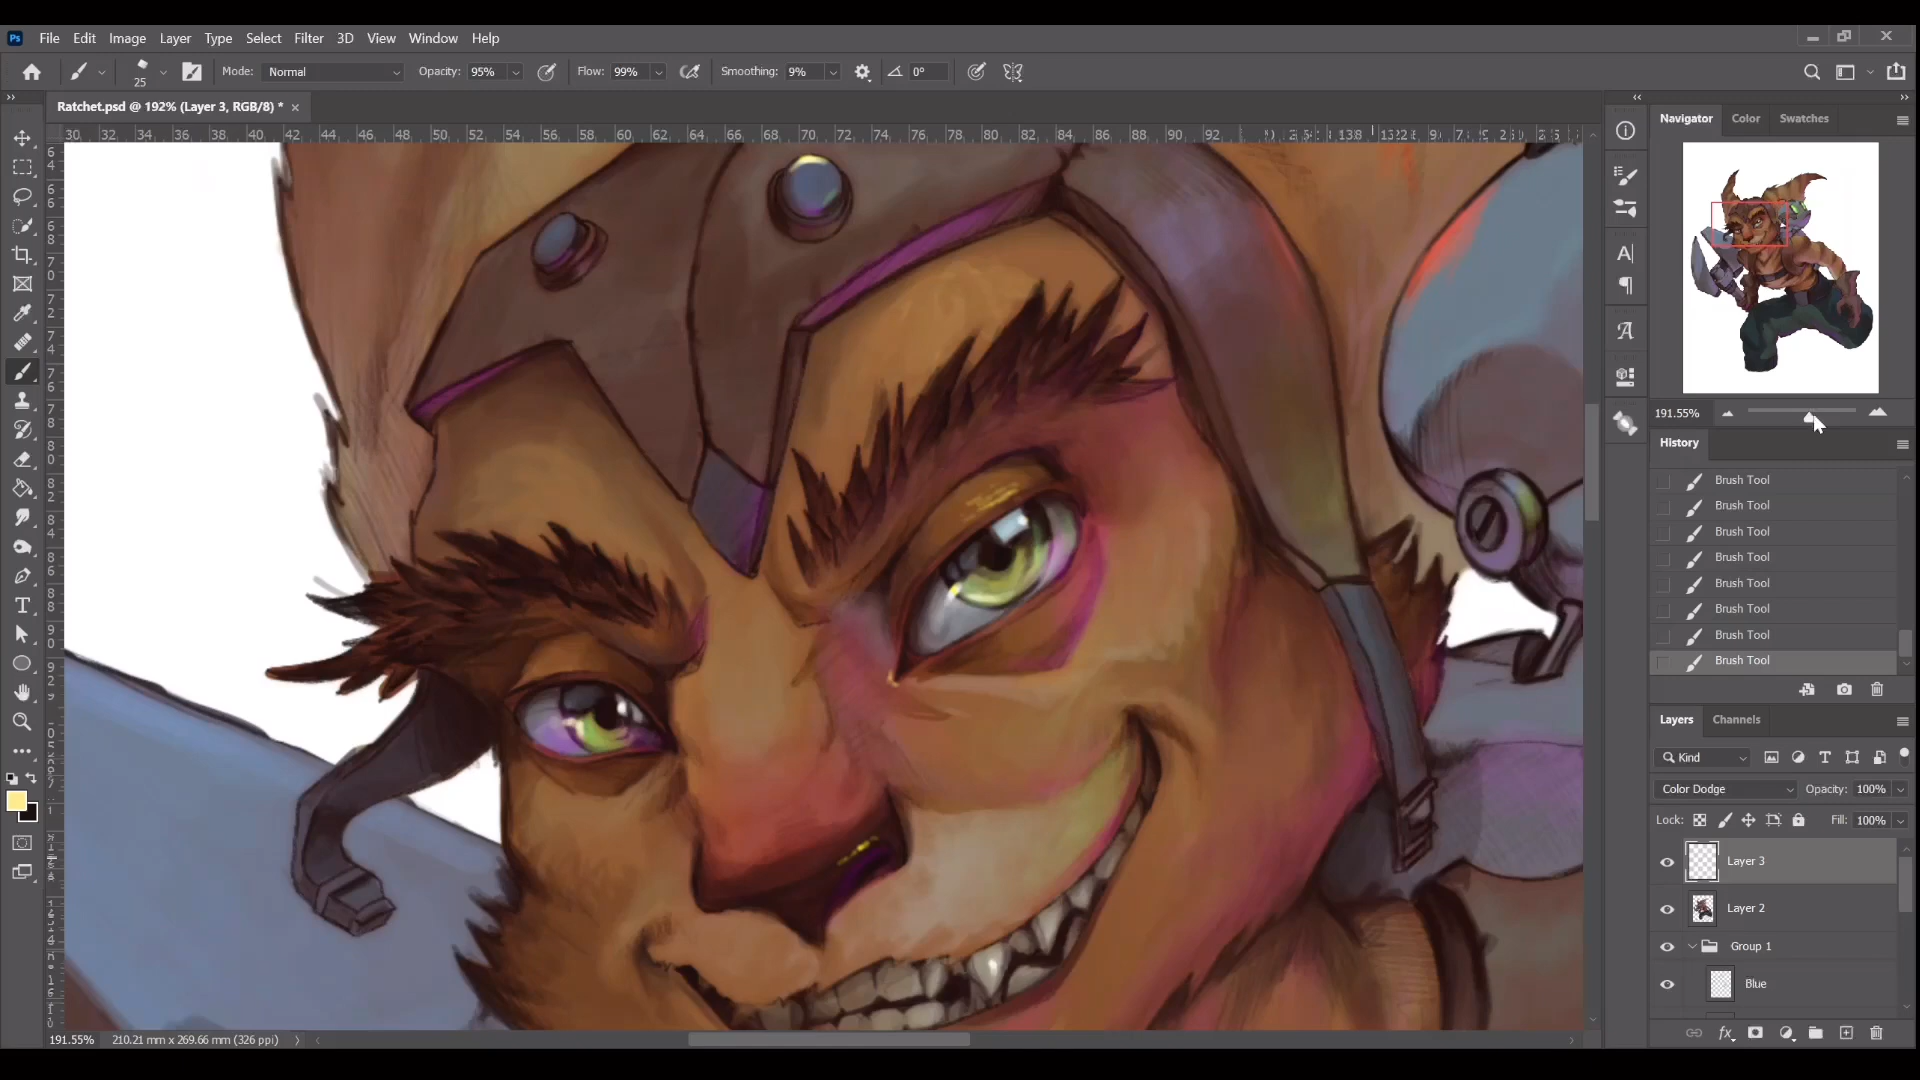 Ps File Edit Image Layer Type Select Filter 3D View Window Help
25 Mode: Normal Opacity: 95% Flow: 99% Smoothing: 9% 0°
Ratchet.psd @ 192% (Layer 3, RGB/8) * ×
30 32 34 36 38 40 42 44 46 48 50 52 54 56 58 60 62 64 66 68 70 72 74 76 78 80 82 84 86 88 90 92
Navigator Color Swatches
191.55%
History
Brush Tool
Brush Tool
Brush Tool
Brush Tool
Brush Tool
Brush Tool
Brush Tool
Brush Tool
Layers Channels
Kind
Color Dodge Opacity: 100%
Lock: Fill: 100%
Layer 3
Layer 2
Group 1
Blue
191.55% 210.21 mm x 269.66 mm (326 ppi)